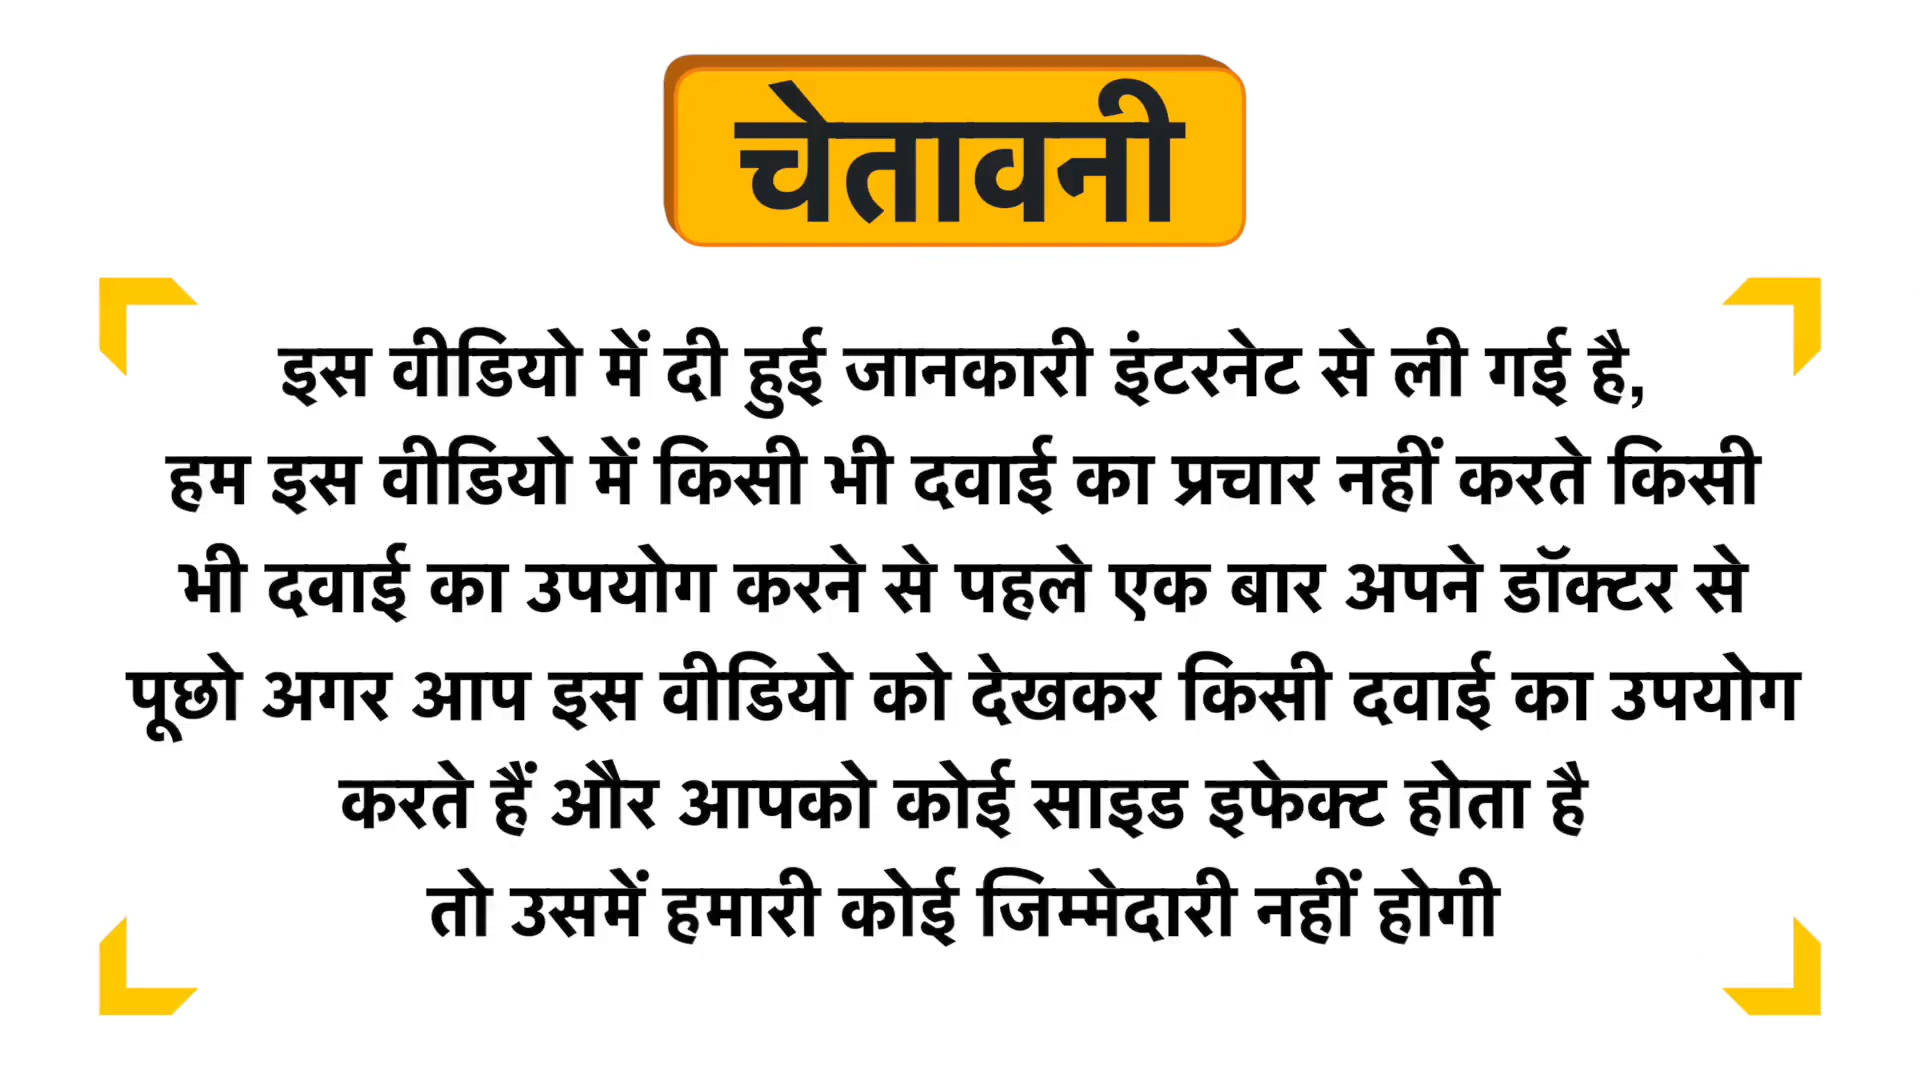 चेतावनी
इस वीडियो में दी हुई जानकारी इंटरनेट से ली गई है,
हम इस वीडियो में किसी भी दवाई का प्रचार नहीं करते किसी
भी दवाई का उपयोग करने से पहले एक बार अपने डॉक्टर से
पूछो अगर आप इस वीडियो को देखकर किसी दवाई का उपयोग
करते हैं और आपको कोई साइड इफेक्ट होता है
तो उसमें हमारी कोई जिम्मेदारी नहीं होगी